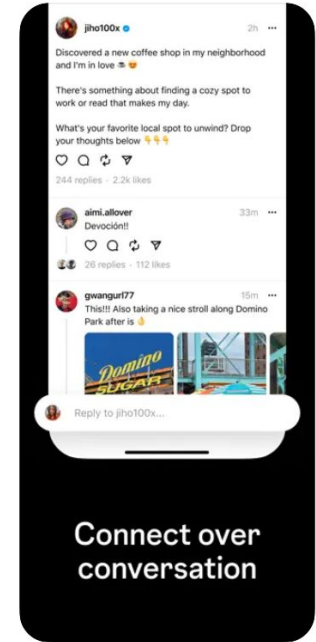 jiho100x 2h
Discovered a new coffee shop in my neighborhood
and I'm in love ☕😍
There's something about finding a cozy spot to
work or read that makes my day.
What's your favorite local spot to unwind? Drop
your thoughts below 👇👇👇
244 replies · 2.2k likes
aimi.allover 33m
Devoción!!
26 replies · 112 likes
gwangurl77 15m
This!!! Also taking a nice stroll along Domino
Park after is 👌
Domino
SUGAR
Reply to jiho100x...
Connect over
conversation